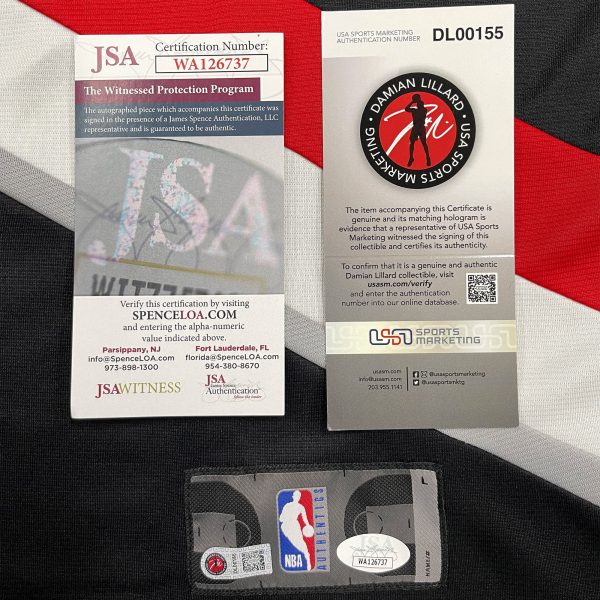 JSA
Certification Number:
WA126737
The Witnessed Protection Program
The autographed piece which accompanies this certificate was
signed in the presence of a James Spence Authentication, LLC
representative and is guaranteed to be authentic.
JSA
Verify this certification by visiting
SPENCELOA.COM
and entering the alpha-numeric
value indicated above.
Parsippany, NJ
info@SpenceLOA.com
973-898-1300
Fort Lauderdale, FL
florida@SpenceLOA.com
954-380-8670
JSAWITNESS
JSA
Authentication
follow the leader
USA SPORTS MARKETING
AUTHENTICATION NUMBER
DL00155
DAMIAN LILLARD • USA SPORTS MARKETING •
The item accompanying this Certificate is
genuine and its matching hologram is
evidence that a representative of USA Sports
Marketing witnessed the signing of this
collectible and certifies its authenticity.
To confirm that it is a genuine and authentic
Damian Lillard collectible, visit
usasm.com/verify
and enter the authentication
number into our online database.
SPORTS
MARKETING
usasm.com
info@usasm.com
203.955.1141
@usasportsmarketing
@usasportsmktg
DL00155
NBA
AUTHENTICS
WA126737
L